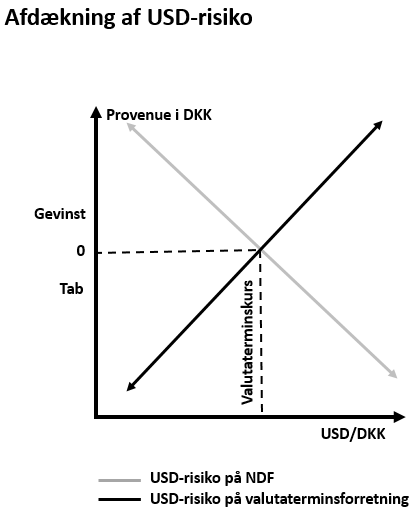 Afdækning af USD-risiko
Provenue i DKK
Gevinst
0
Tab
Valutaterminskurs
USD/DKK
USD-risiko på NDF
USD-risiko på valutaterminsforretning